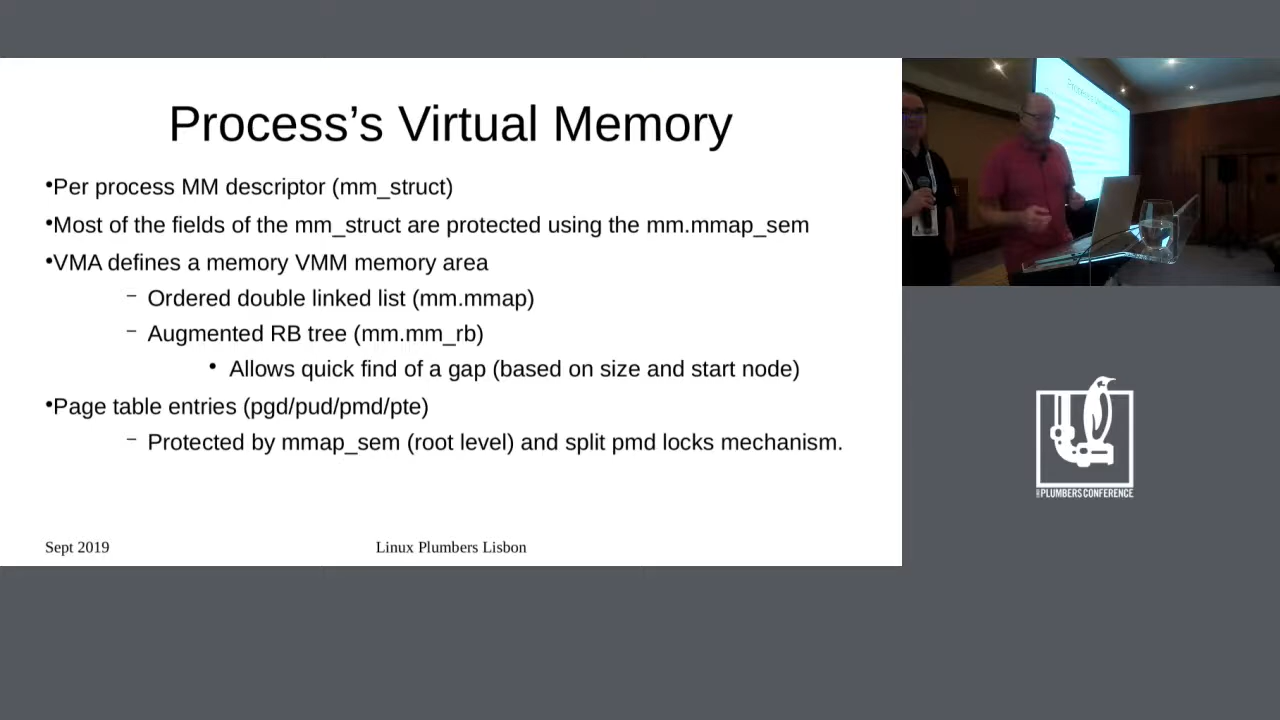 Process’s Virtual Memory
•Per process MM descriptor (mm_struct)
•Most of the fields of the mm_struct are protected using the mm.mmap_sem
•VMA defines a memory VMM memory area
– Ordered double linked list (mm.mmap)
– Augmented RB tree (mm.mm_rb)
• Allows quick find of a gap (based on size and start node)
•Page table entries (pgd/pud/pmd/pte)
– Protected by mmap_sem (root level) and split pmd locks mechanism.
Sept 2019
Linux Plumbers Lisbon
PLUMBERS CONFERENCE